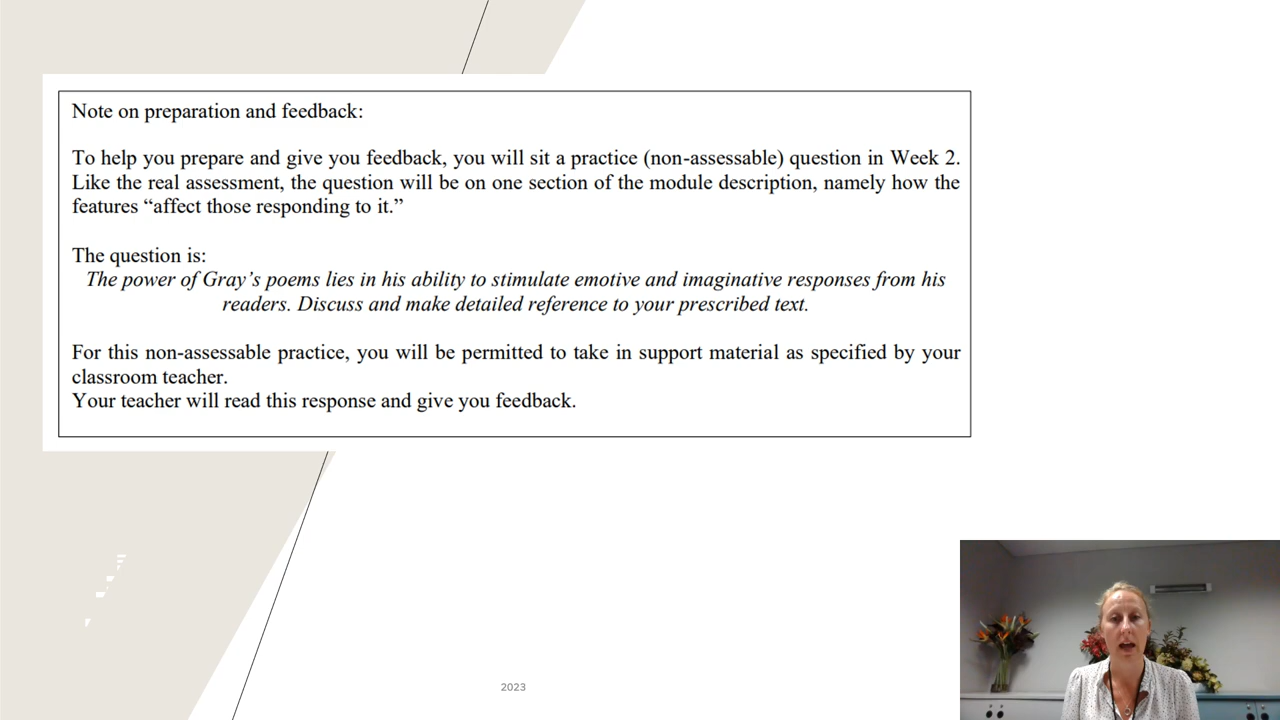 Note on preparation and feedback:
To help you prepare and give you feedback, you will sit a practice (non-assessable) question in Week 2.
Like the real assessment, the question will be on one section of the module description, namely how the
features “affect those responding to it.”
The question is:
The power of Gray’s poems lies in his ability to stimulate emotive and imaginative responses from his
readers. Discuss and make detailed reference to your prescribed text.
For this non-assessable practice, you will be permitted to take in support material as specified by your
classroom teacher.
Your teacher will read this response and give you feedback.
2023